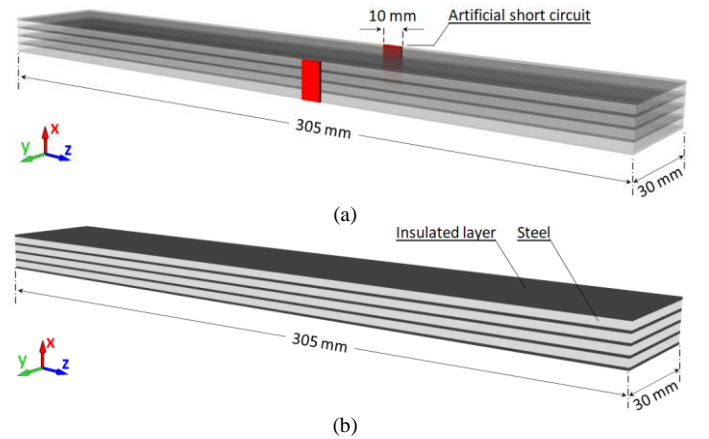 10 mm
Artificial short circuit
305 mm
30 mm
x
y
z
(a)
Insulated layer
Steel
305 mm
30 mm
x
y
z
(b)